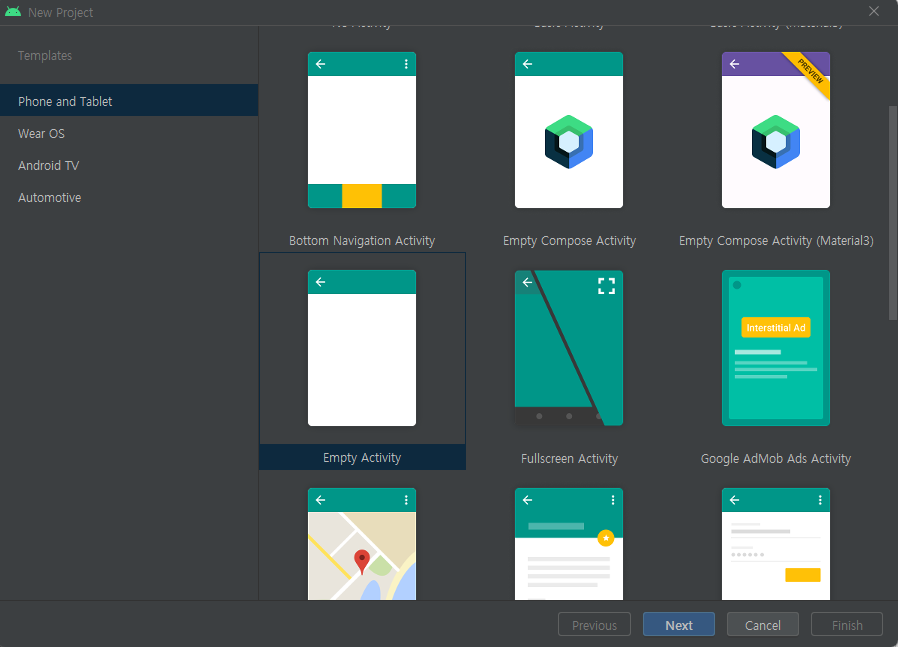 New Project
Templates
Phone and Tablet
Wear OS
Android TV
Automotive
PREVIEW
Bottom Navigation Activity
Empty Compose Activity
Empty Compose Activity (Material3)
Interstitial Ad
Empty Activity
Fullscreen Activity
Google AdMob Ads Activity
Previous
Next
Cancel
Finish